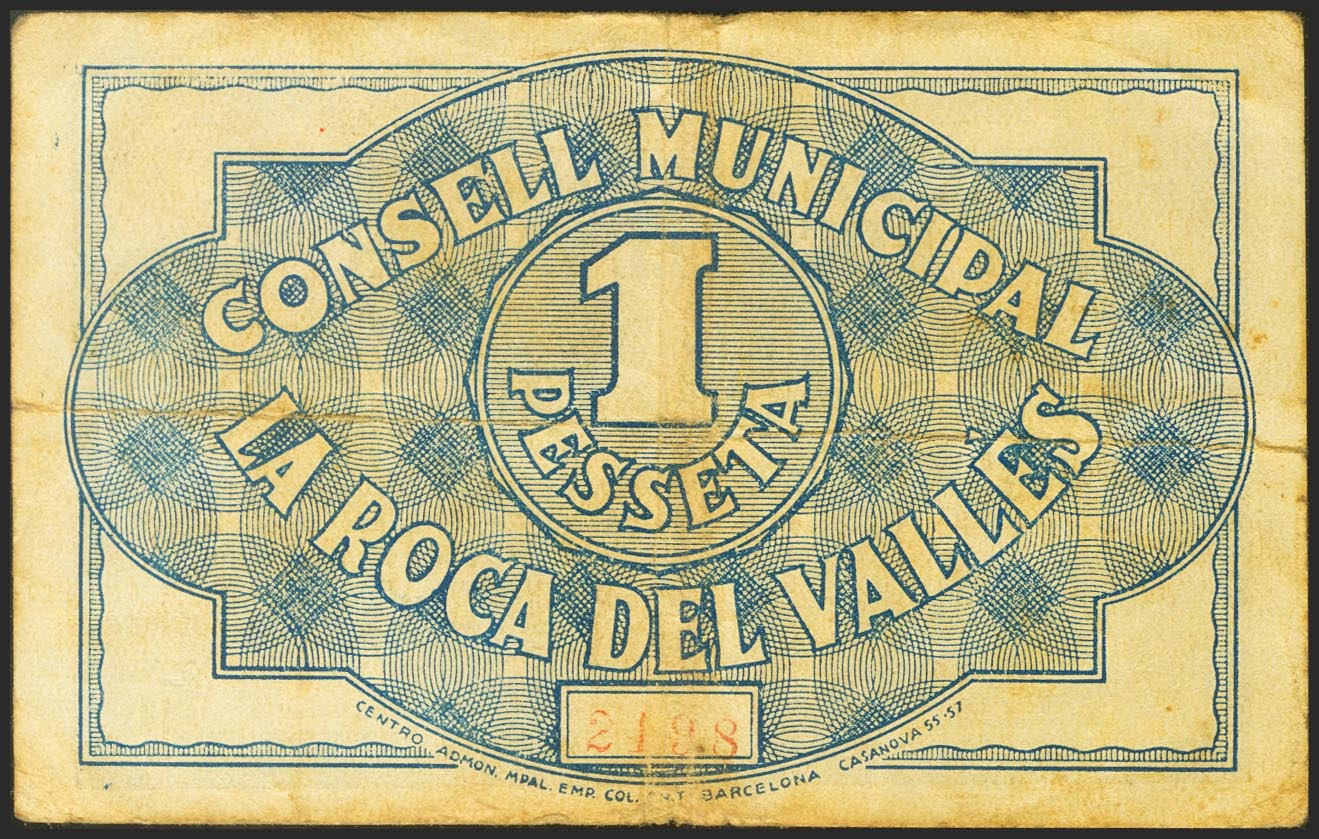 CONSELL MUNICIPAL
1
PESSETA
LA ROCA DEL VALLÈS
2198
CENTRO ADMON. MPAL. EMP. COL. BARCELONA CASANOVA 55-57